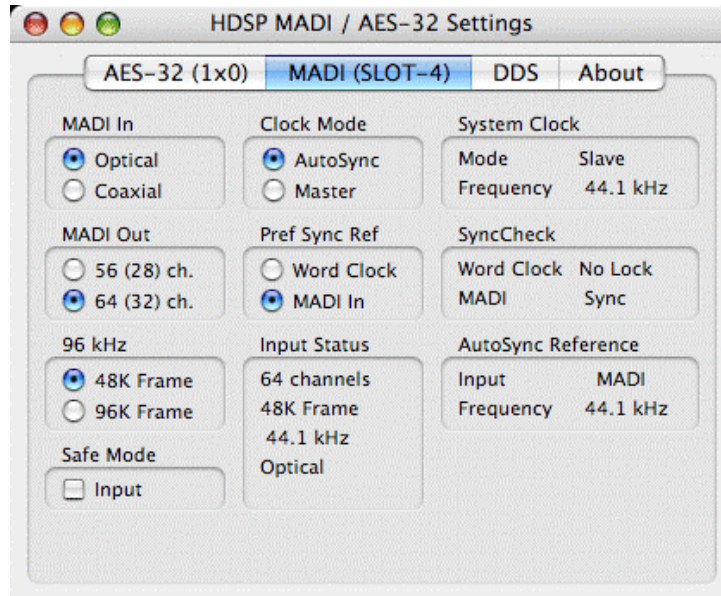 HDSP MADI / AES-32 Settings
AES-32 (1x0) MADI (SLOT-4) DDS About
MADI In
Optical
Coaxial
MADI Out
56 (28) ch.
64 (32) ch.
96 kHz
48K Frame
96K Frame
Safe Mode
Input
Clock Mode
AutoSync
Master
Pref Sync Ref
Word Clock
MADI In
Input Status
64 channels
48K Frame
44.1 kHz
Optical
System Clock
Mode Slave
Frequency 44.1 kHz
SyncCheck
Word Clock No Lock
MADI Sync
AutoSync Reference
Input MADI
Frequency 44.1 kHz